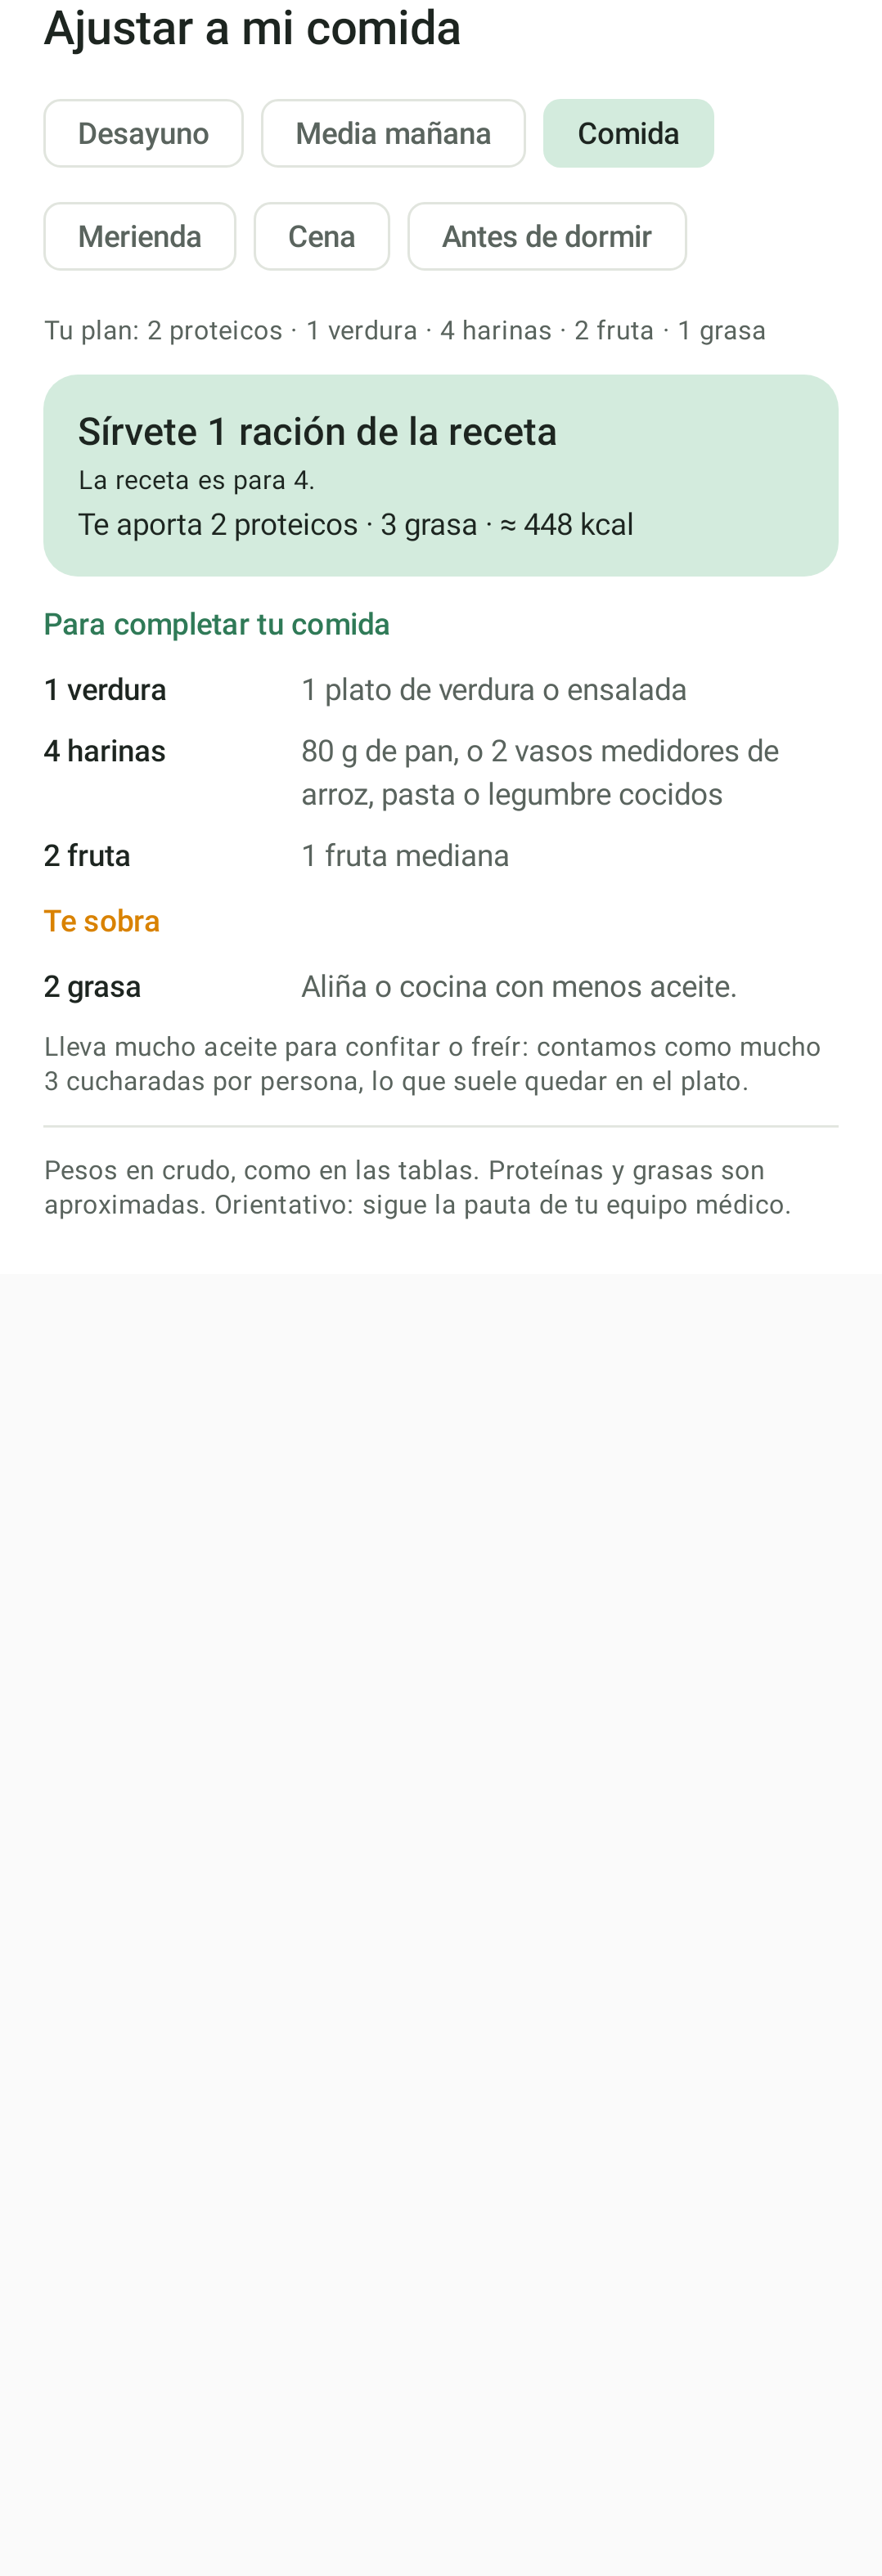 Ajustar a mi comida
Desayuno
Media mañana
Comida
Merienda
Cena
Antes de dormir
Tu plan: 2 proteicos · 1 verdura · 4 harinas · 2 fruta · 1 grasa
Sírvete 1 ración de la receta
La receta es para 4.
Te aporta 2 proteicos · 3 grasa · ≈ 448 kcal
Para completar tu comida
1 verdura
1 plato de verdura o ensalada
4 harinas
80 g de pan, o 2 vasos medidores de
arroz, pasta o legumbre cocidos
2 fruta
1 fruta mediana
Te sobra
2 grasa
Aliña o cocina con menos aceite.
Lleva mucho aceite para confitar o freír: contamos como mucho
3 cucharadas por persona, lo que suele quedar en el plato.
Pesos en crudo, como en las tablas. Proteínas y grasas son
aproximadas. Orientativo: sigue la pauta de tu equipo médico.